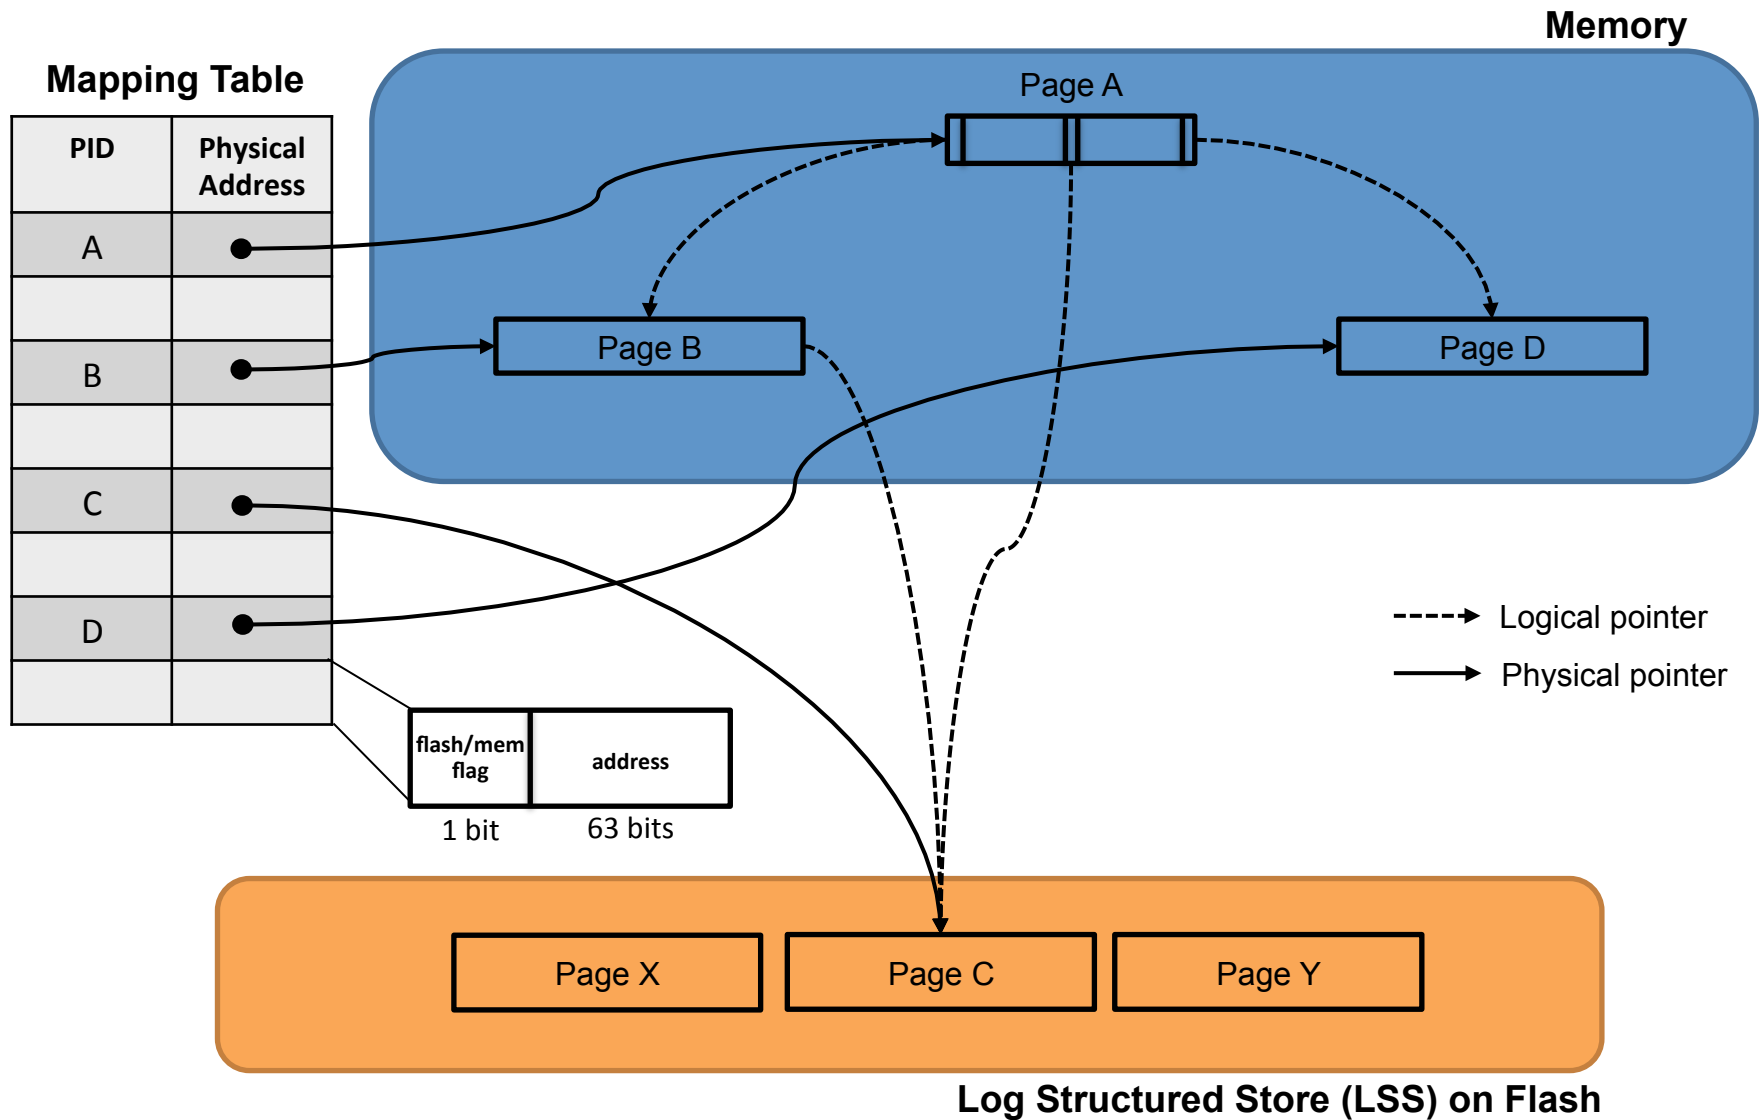 Memory
Mapping Table
PID
Physical
Address
A
B
C
D
Page A
Page B
Page D
Logical pointer
Physical pointer
flash/mem
flag
address
1 bit
63 bits
Page X
Page C
Page Y
Log Structured Store (LSS) on Flash